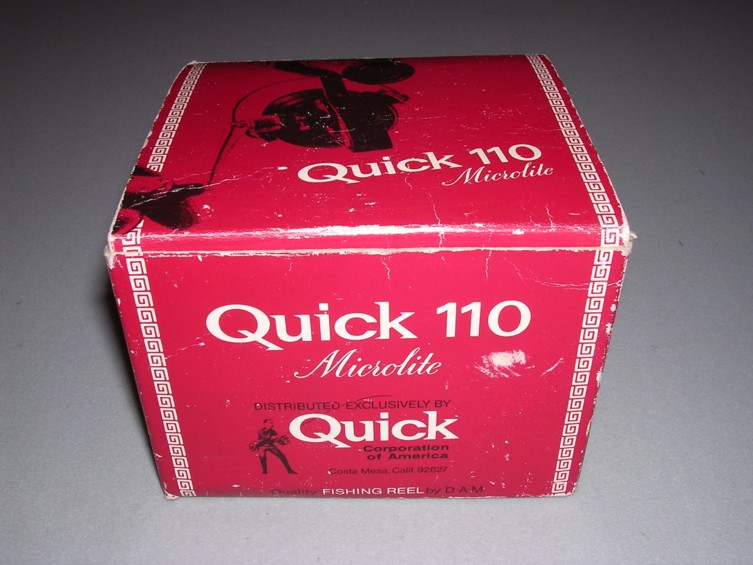 Quick 110
Microlite
Quick 110
Microlite
DISTRIBUTED EXCLUSIVELY BY
Quick
Corporation
of America
Costa Mesa, Calif. 92627
Quality FISHING REEL by D·A·M